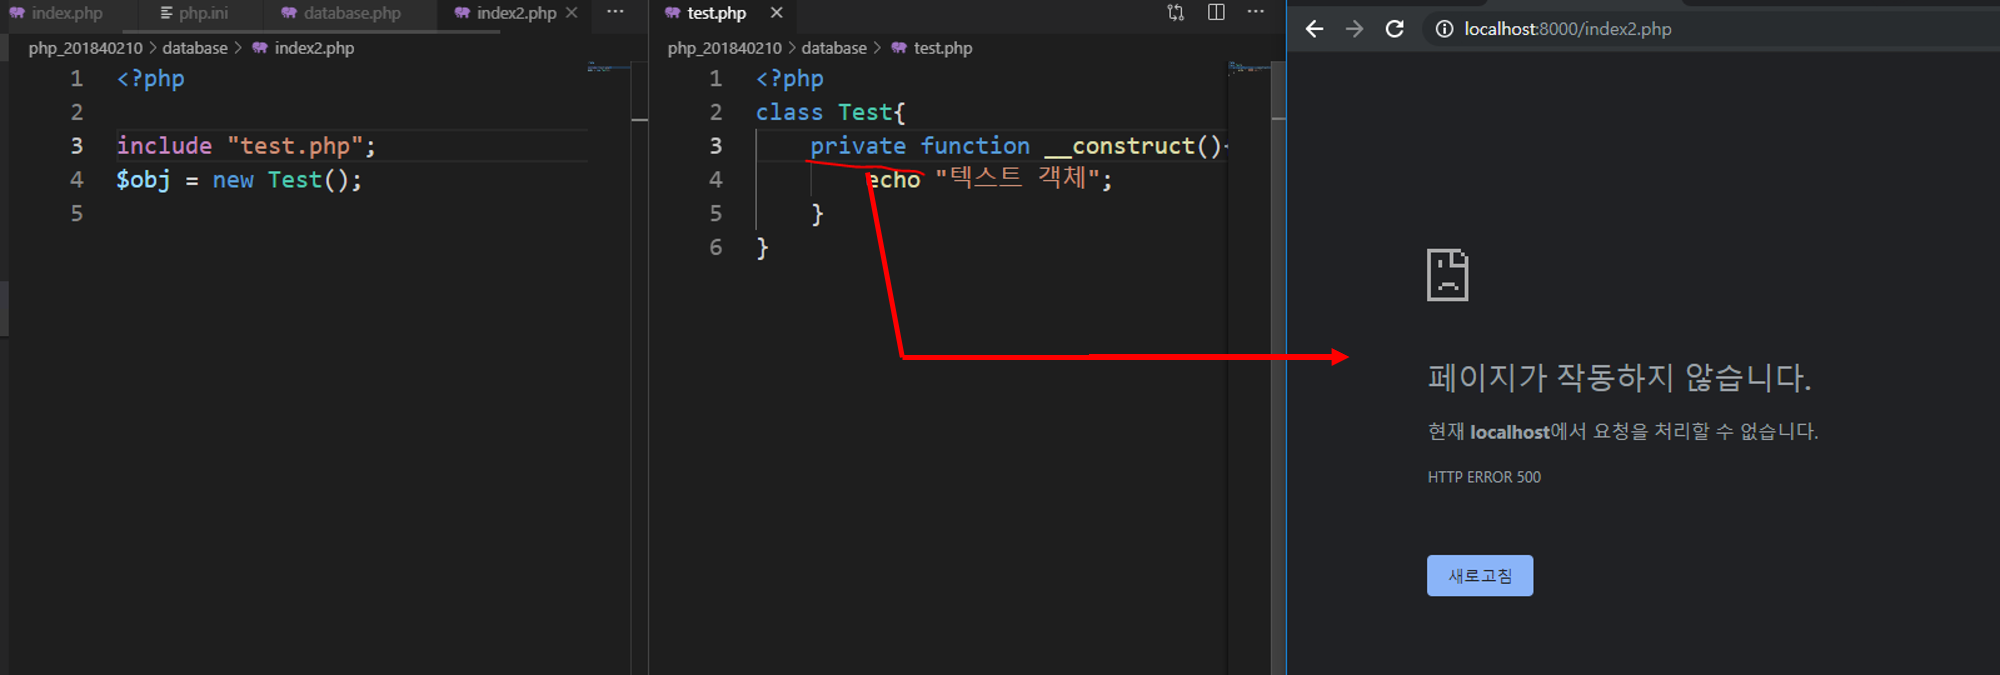 index.php
php.ini
database.php
index2.php
...
php_201840210 > database > index2.php
1 <?php
2
3 include "test.php";
4 $obj = new Test();
5
test.php
...
php_201840210 > database > test.php
1 <?php
2 class Test{
3 private function __construct(){
4 echo "텍스트 객체";
5 }
6 }
localhost:8000/index2.php
페이지가 작동하지 않습니다.
현재 localhost에서 요청을 처리할 수 없습니다.
HTTP ERROR 500
새로고침